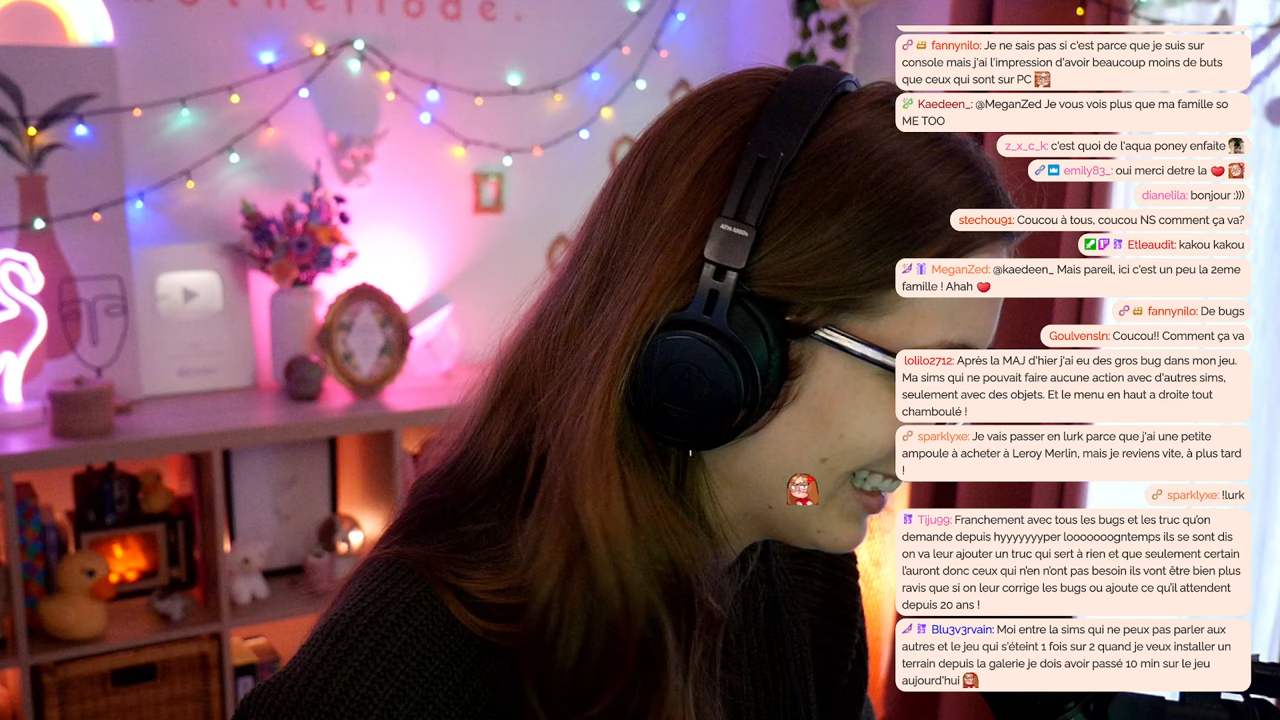 motherlode.
ATH-M50x
fannynilo: Je ne sais pas si c'est parce que je suis sur
console mais j'ai l'impression d'avoir beaucoup moins de buts
que ceux qui sont sur PC
Kaedeen_: @MeganZed Je vous vois plus que ma famille so
ME TOO
z_x_c_k: c'est quoi de l'aqua poney enfaite
emily83_: oui merci detre la
dianelila: bonjour :)))
stechou91: Coucou à tous, coucou NS comment ça va?
Etleaudit: kakou kakou
MeganZed: @kaedeen_ Mais pareil, ici c'est un peu la 2eme
famille ! Ahah
fannynilo: De bugs
Goulvensln: Coucou!! Comment ça va
lolilo2712: Après la MAJ d'hier j'ai eu des gros bug dans mon jeu.
Ma sims qui ne pouvait faire aucune action avec d'autres sims,
seulement avec des objets. Et le menu en haut a droite tout
chamboulé !
sparklyxe: Je vais passer en lurk parce que j'ai une petite
ampoule à acheter à Leroy Merlin, mais je reviens vite, à plus tard
!
sparklyxe: !lurk
Tiju99: Franchement avec tous les bugs et les truc qu'on
demande depuis hyyyyyyper looooooogntemps ils se sont dis
on va leur ajouter un truc qui sert à rien et que seulement certain
l'auront donc ceux qui n'en n'ont pas besoin ils vont être bien plus
ravis que si on leur corrige les bugs ou ajoute ce qu'il attendent
depuis 20 ans !
Blu3v3rvain: Moi entre la sims qui ne peux pas parler aux
autres et le jeu qui s'éteint 1 fois sur 2 quand je veux installer un
terrain depuis la galerie je dois avoir passé 10 min sur le jeu
aujourd'hui